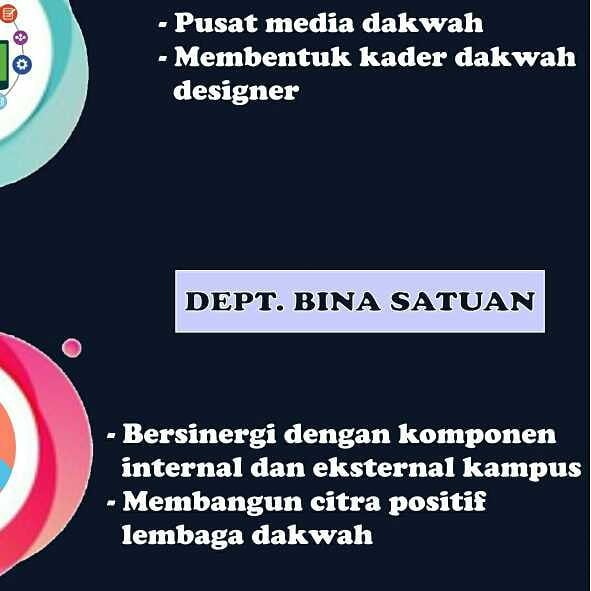 - Pusat media dakwah
- Membentuk kader dakwah
designer
DEPT. BINA SATUAN
- Bersinergi dengan komponen
internal dan eksternal kampus
- Membangun citra positif
lembaga dakwah